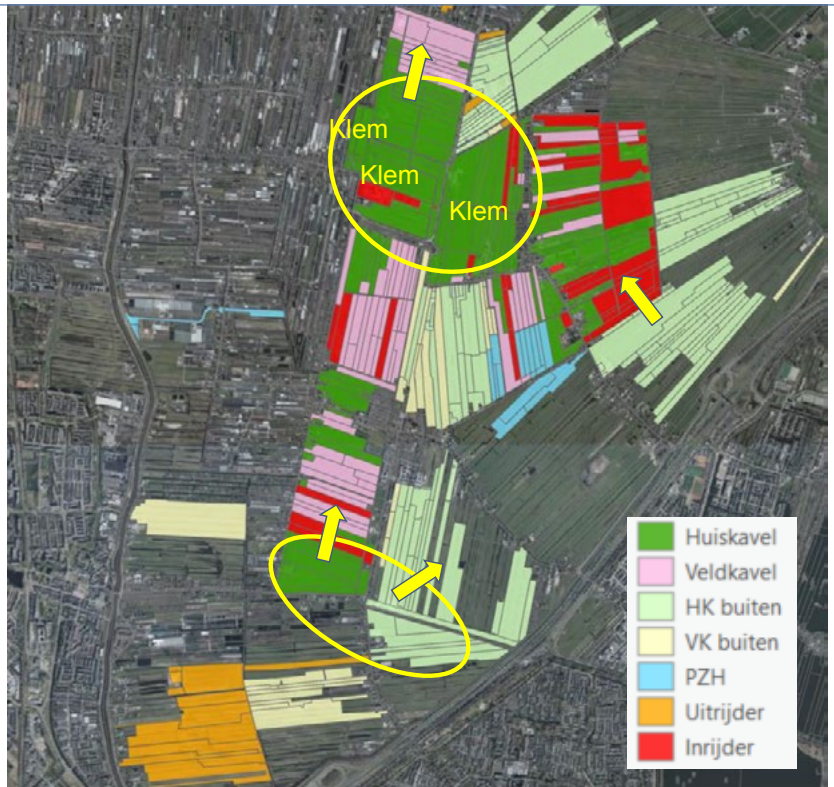 Klem
Klem
Klem
Huiskavel
Veldkavel
HK buiten
VK buiten
PZH
Uitrijder
Inrijder